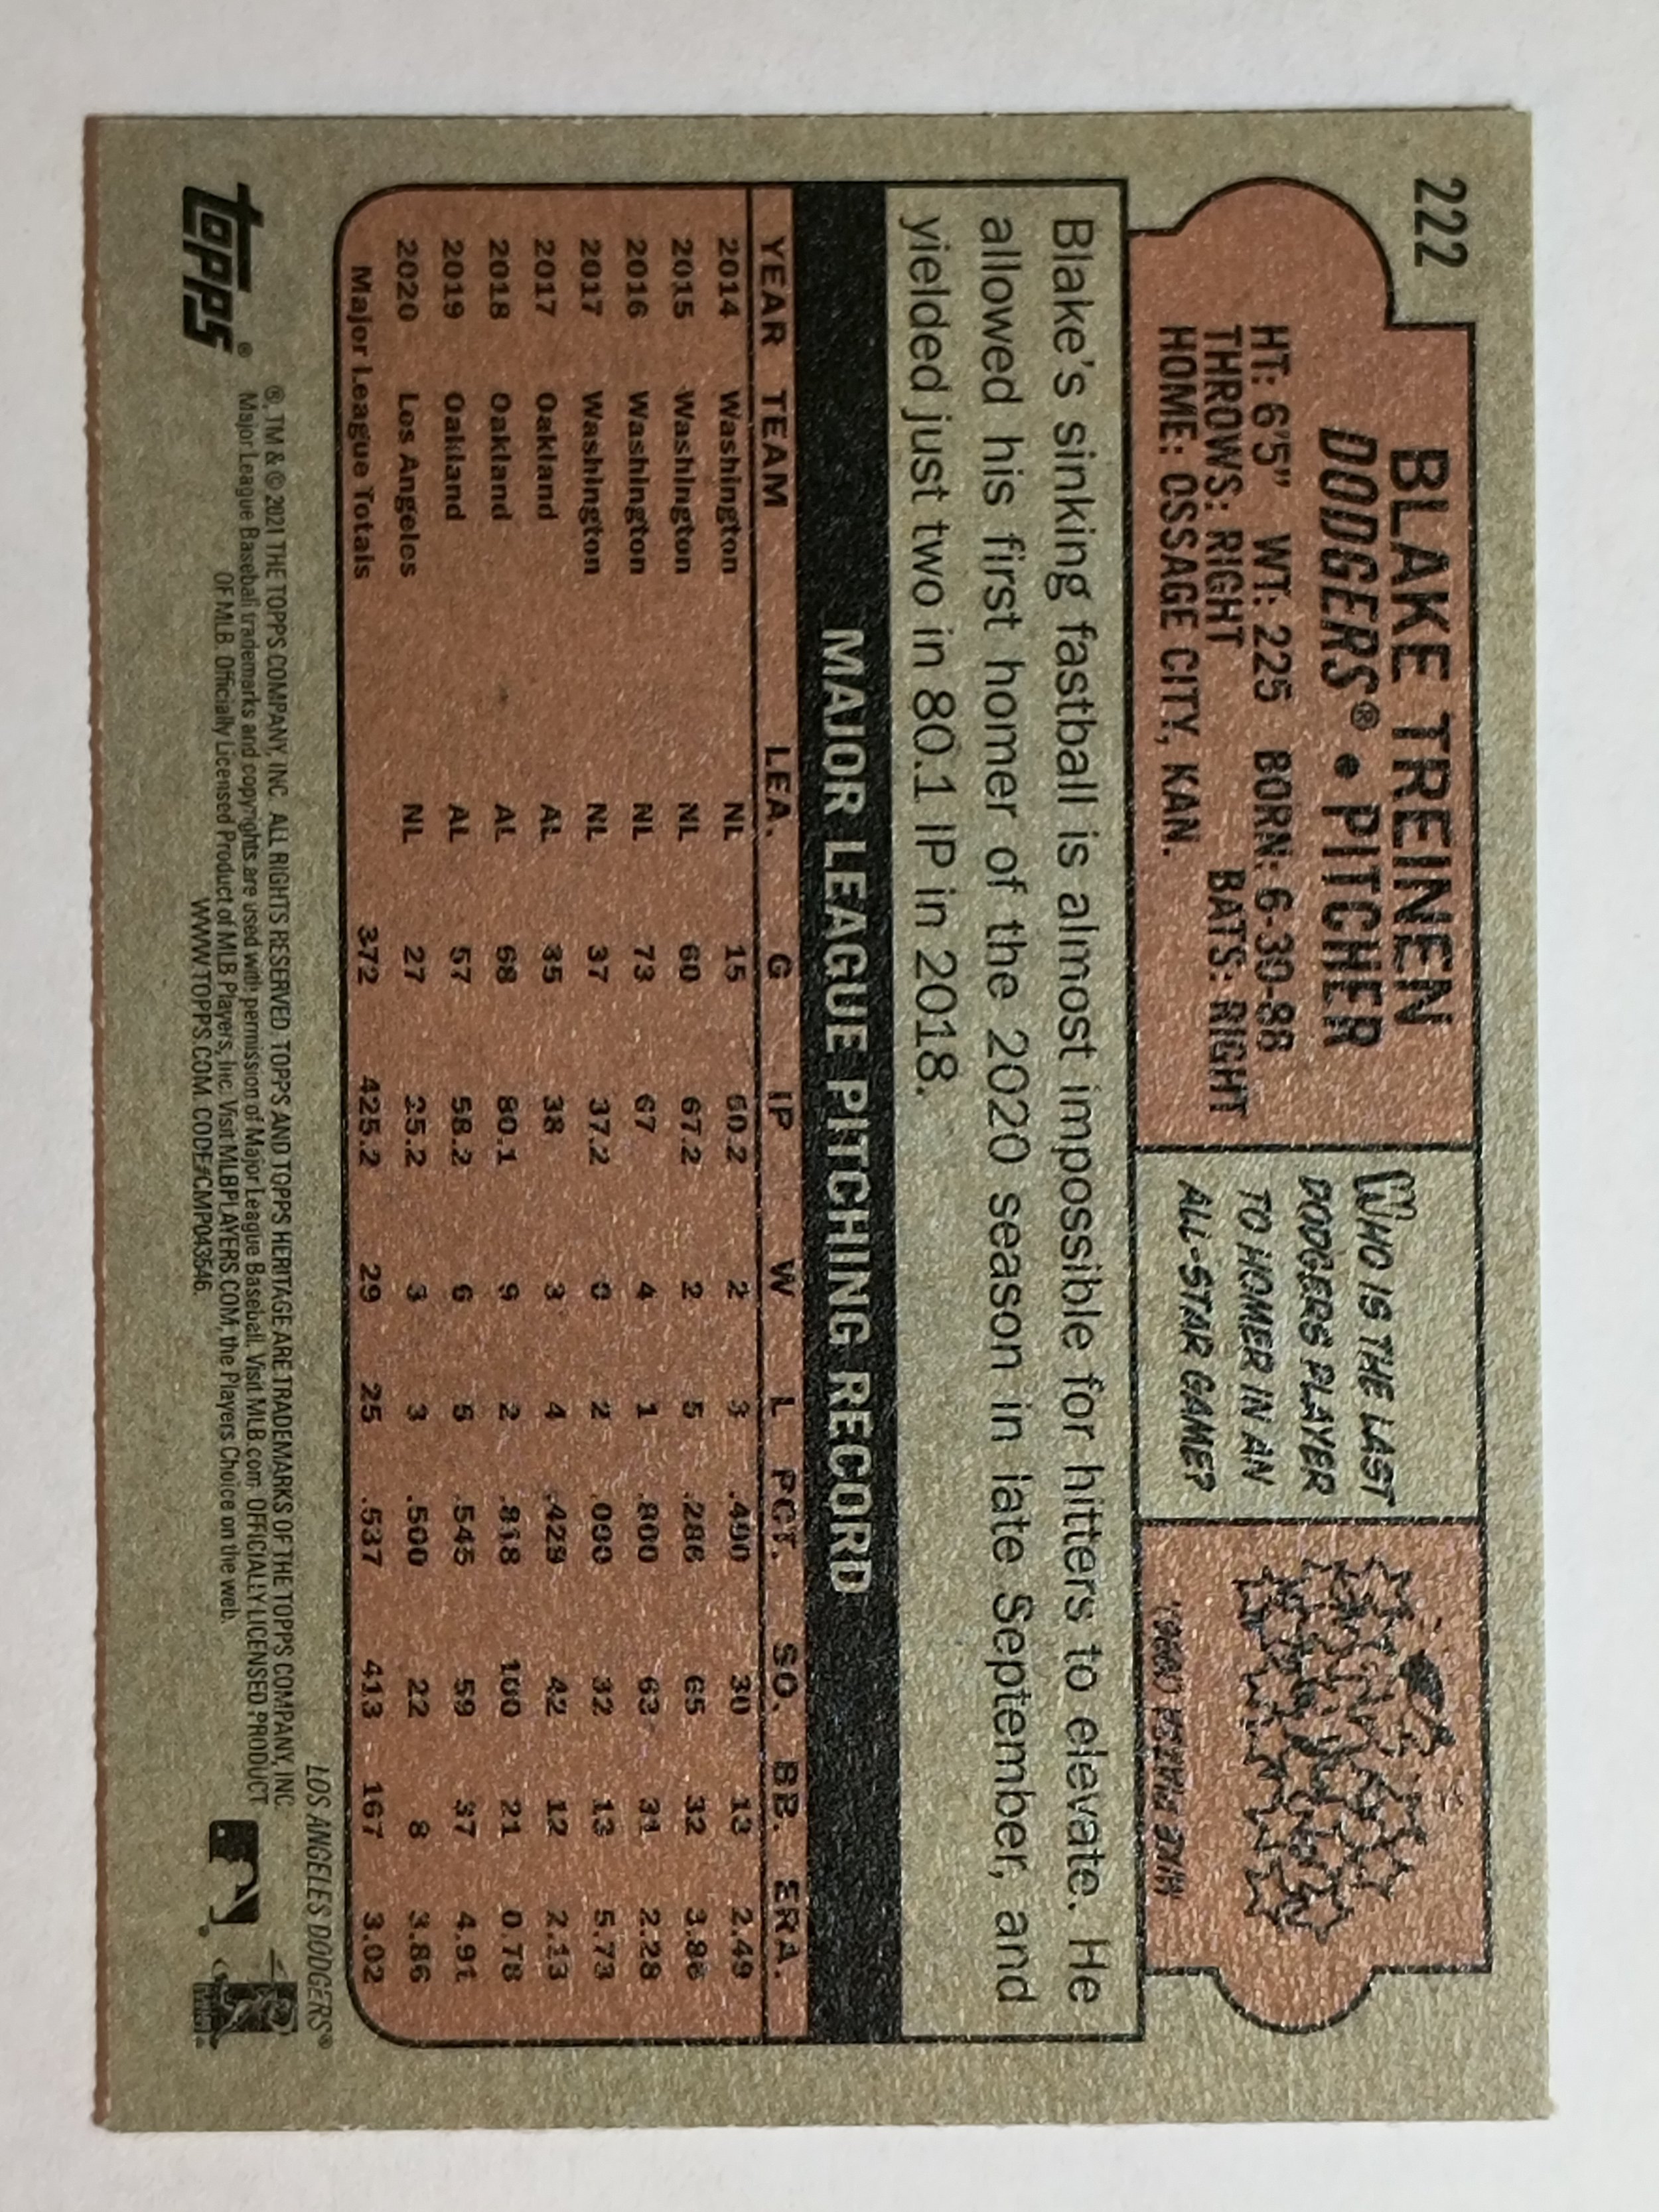 222
BLAKE TREINEN
DODGERS® • PITCHER
HT: 6'5" WT: 225 BORN: 6-30-88
THROWS: RIGHT BATS: RIGHT
HOME: OSSAGE CITY, KAN.
WHO IS THE LAST
DODGERS PLAYER
TO HOMER IN AN
ALL-STAR GAME?
MIKE PIAZZA (1996).
Blake's sinking fastball is almost impossible for hitters to elevate. He
allowed his first homer of the 2020 season in late September, and
yielded just two in 80.1 IP in 2018.
MAJOR LEAGUE PITCHING RECORD
YEAR TEAM LEA. G IP W L PCT. SO. BB. ERA.
2014 Washington NL 15 50.2 2 3 .400 30 13 2.49
2015 Washington NL 60 67.2 2 5 .286 65 32 3.86
2016 Washington NL 73 67 4 1 .800 63 31 2.28
2017 Washington NL 37 37.2 0 2 .000 32 13 5.73
2017 Oakland AL 35 38 3 4 .429 42 12 2.13
2018 Oakland AL 68 80.1 9 2 .818 100 21 0.78
2019 Oakland AL 57 58.2 6 5 .545 59 37 4.91
2020 Los Angeles NL 27 25.2 3 3 .500 22 8 3.86
Major League Totals 372 425.2 29 25 .537 413 167 3.02
LOS ANGELES DODGERS®
topps®
®, TM & © 2021 THE TOPPS COMPANY, INC. ALL RIGHTS RESERVED. TOPPS AND TOPPS HERITAGE ARE TRADEMARKS OF THE TOPPS COMPANY, INC.
Major League Baseball trademarks and copyrights are used with permission of Major League Baseball. Visit MLB.com. OFFICIALLY LICENSED PRODUCT
OF MLB. Officially Licensed Product of MLB Players, Inc. Visit MLBPLAYERS.COM, the Players Choice on the web.
WWW.TOPPS.COM. CODE#CMP043646.